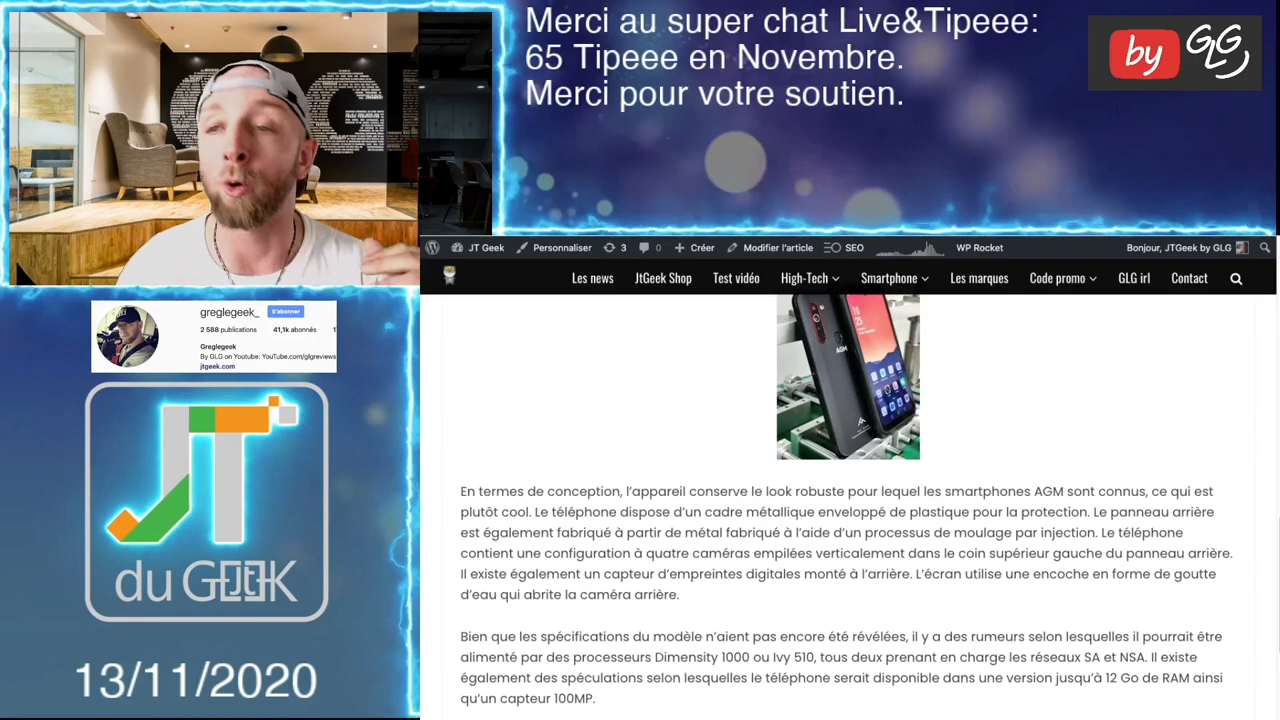 Merci au super chat Live&Tipeee:
65 Tipeee en Novembre.
Merci pour votre soutien.
by GLG
JT Geek Personnaliser 3 0 Créer Modifier l'article SEO WP Rocket Bonjour, JTGeek by GLG
Les news JtGeek Shop Test vidéo High-Tech Smartphone Les marques Code promo GLG irl Contact
greglegeek_ S'abonner
2 588 publications 41,1k abonnés 1
Greglegeek
By GLG on Youtube: YouTube.com/glgreviews
jtgeek.com
AGM
10
25
JT
du GEEK
13/11/2020
En termes de conception, l'appareil conserve le look robuste pour lequel les smartphones AGM sont connus, ce qui est
plutôt cool. Le téléphone dispose d'un cadre métallique enveloppé de plastique pour la protection. Le panneau arrière
est également fabriqué à partir de métal fabriqué à l'aide d'un processus de moulage par injection. Le téléphone
contient une configuration à quatre caméras empilées verticalement dans le coin supérieur gauche du panneau arrière.
Il existe également un capteur d'empreintes digitales monté à l'arrière. L'écran utilise une encoche en forme de goutte
d'eau qui abrite la caméra arrière.
Bien que les spécifications du modèle n'aient pas encore été révélées, il y a des rumeurs selon lesquelles il pourrait être
alimenté par des processeurs Dimensity 1000 ou Ivy 510, tous deux prenant en charge les réseaux SA et NSA. Il existe
également des spéculations selon lesquelles le téléphone serait disponible dans une version jusqu'à 12 Go de RAM ainsi
qu'un capteur 100MP.